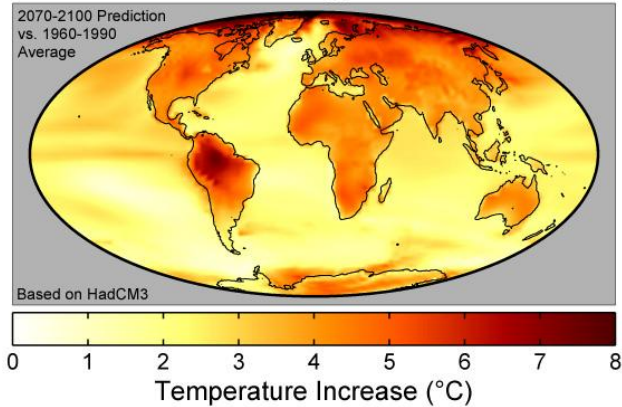 2070-2100 Prediction
vs. 1960-1990
Average
Based on HadCM3
0 1 2 3 4 5 6 7 8
Temperature Increase (°C)